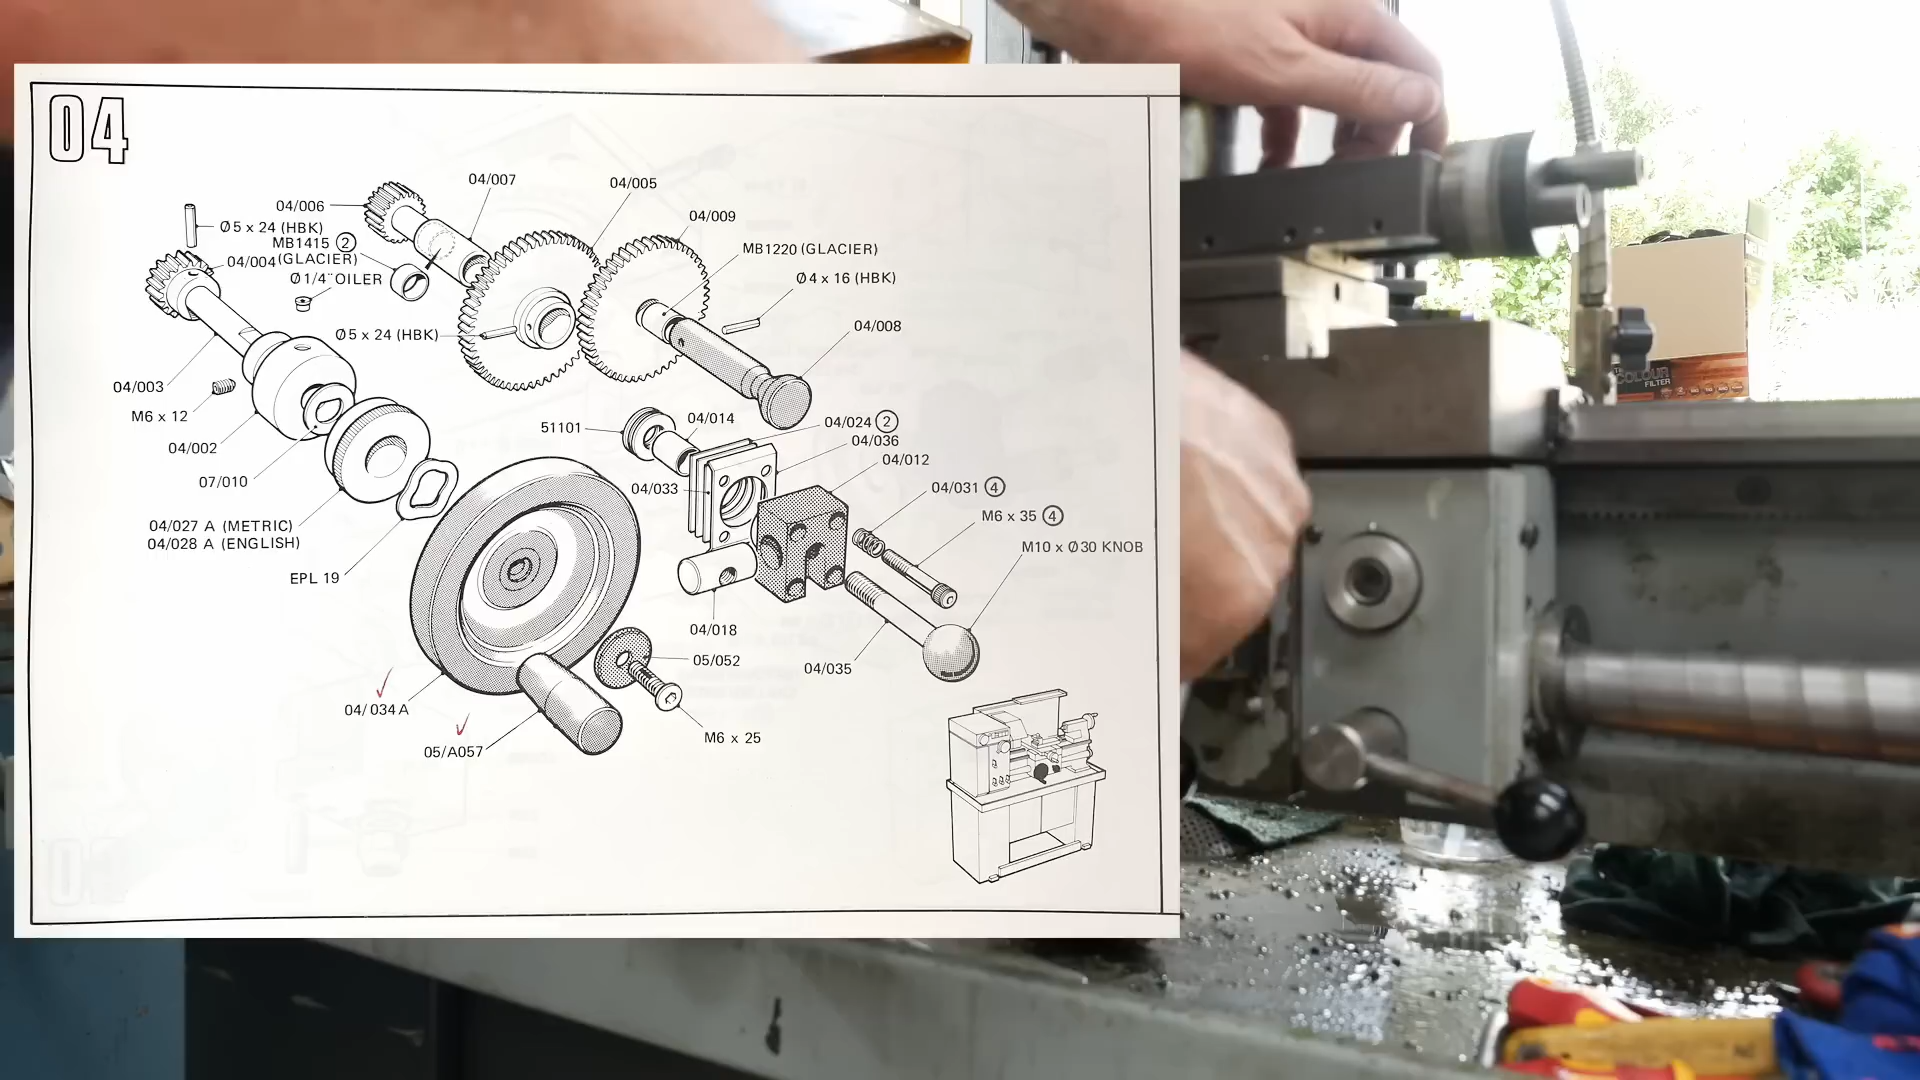 04
04/007
04/005
04/006
04/009
Ø5 x 24 (HBK)
MB1415 2
(GLACIER)
04/004
MB1220 (GLACIER)
Ø1/4" OILER
Ø4 x 16 (HBK)
Ø5 x 24 (HBK)
04/008
04/003
M6 x 12
51101
04/014
04/024 2
04/036
04/002
04/012
07/010
04/033
04/031 4
M6 x 35 4
04/027 A (METRIC)
04/028 A (ENGLISH)
M10 x Ø30 KNOB
EPL 19
04/018
05/052
04/035
04/034 A
05/A057
M6 x 25
COLOUR
FILTER